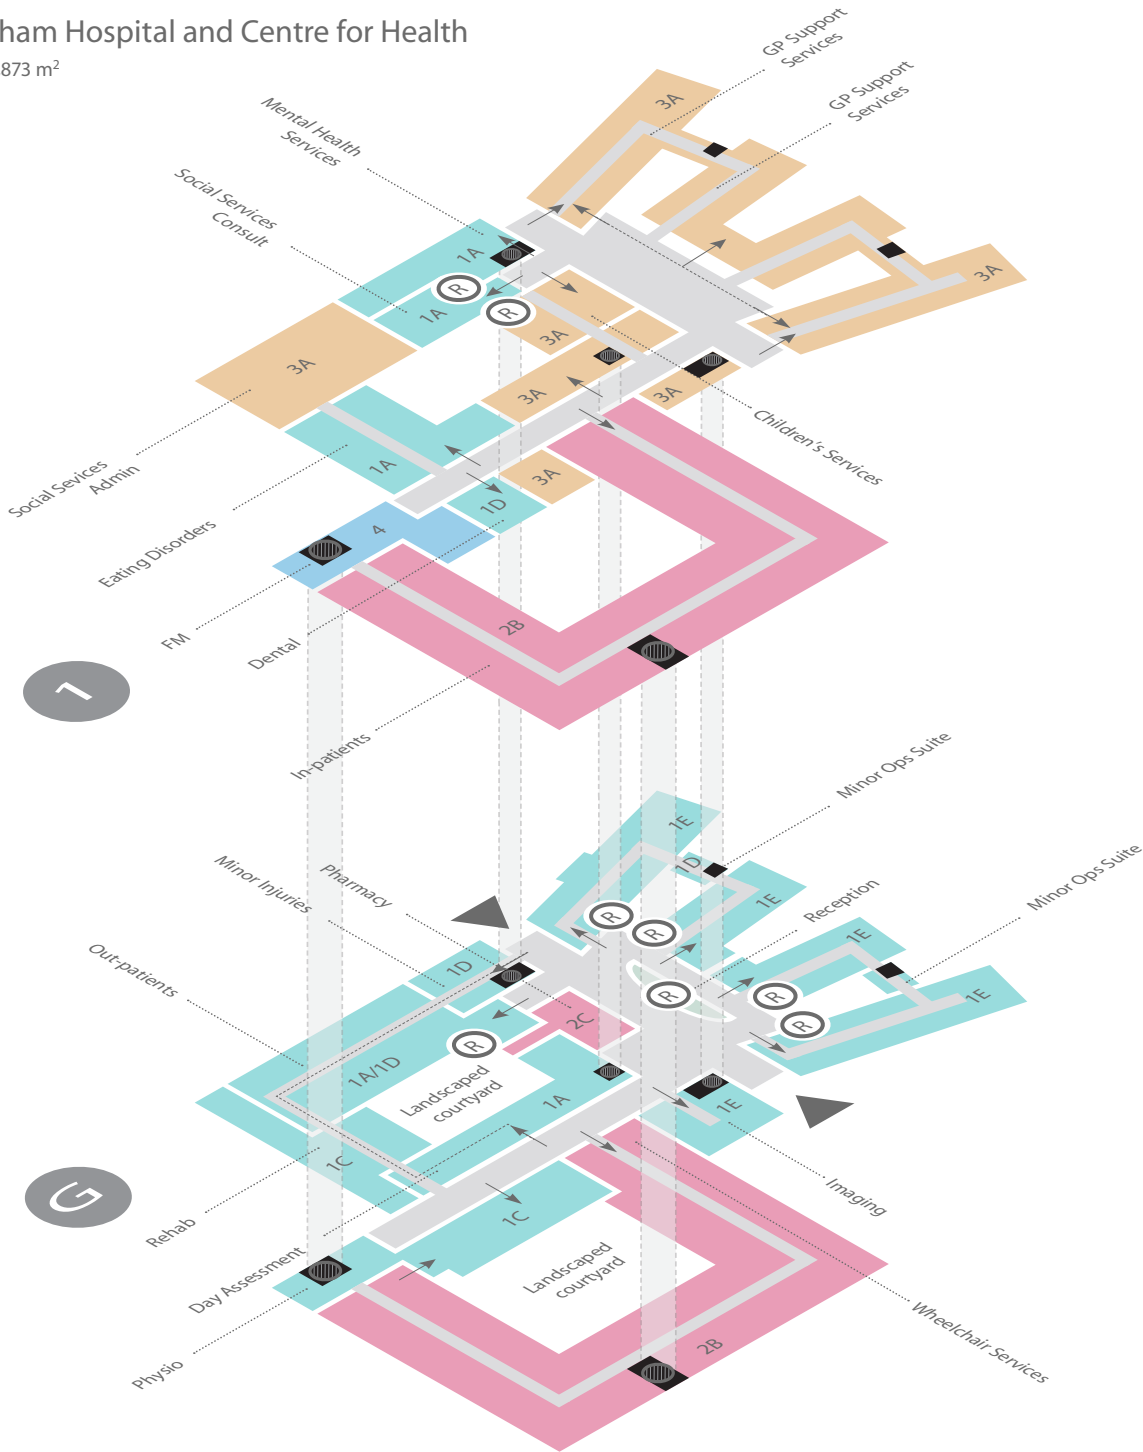 ham Hospital and Centre for Health
873 m²
GP Support
Services
GP Support
Services
Mental Health
Services
Social Services
Consult
3A
3A
1A
1A
R
R
3A
3A
3A
3A
3A
1A
1D
4
2B
Children's Services
Social Sevices
Admin
Eating Disorders
FM
Dental
In-patients
1
Minor Ops Suite
Minor Ops Suite
Reception
Pharmacy
Minor Injuries
Out-patients
1E
1D
1E
1E
1E
R
R
R
R
R
R
1D
2C
1A/1D
Landscaped
courtyard
1A
1E
1C
1C
Landscaped
courtyard
2B
Imaging
Wheelchair Services
Rehab
Day Assessment
Physio
G